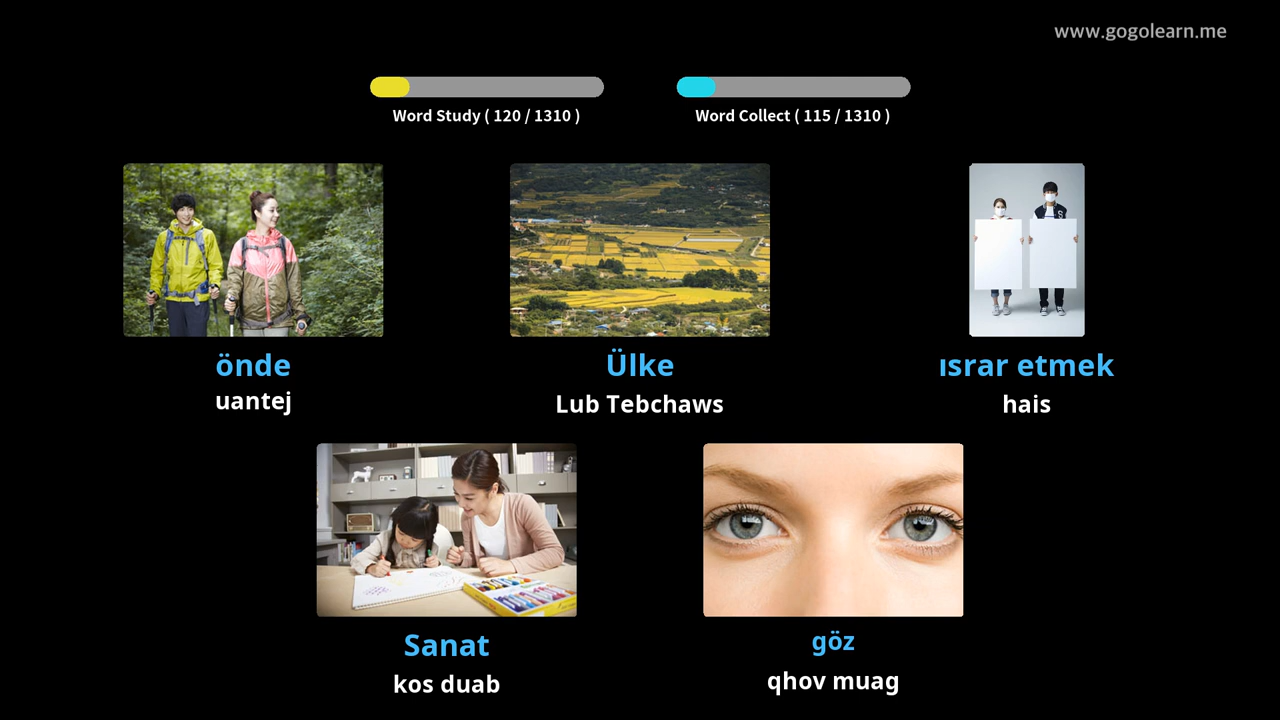 www.gogolearn.me
Word Study ( 120 / 1310 )
Word Collect ( 115 / 1310 )
önde
uantej
Ülke
Lub Tebchaws
ısrar etmek
hais
Sanat
kos duab
göz
qhov muag